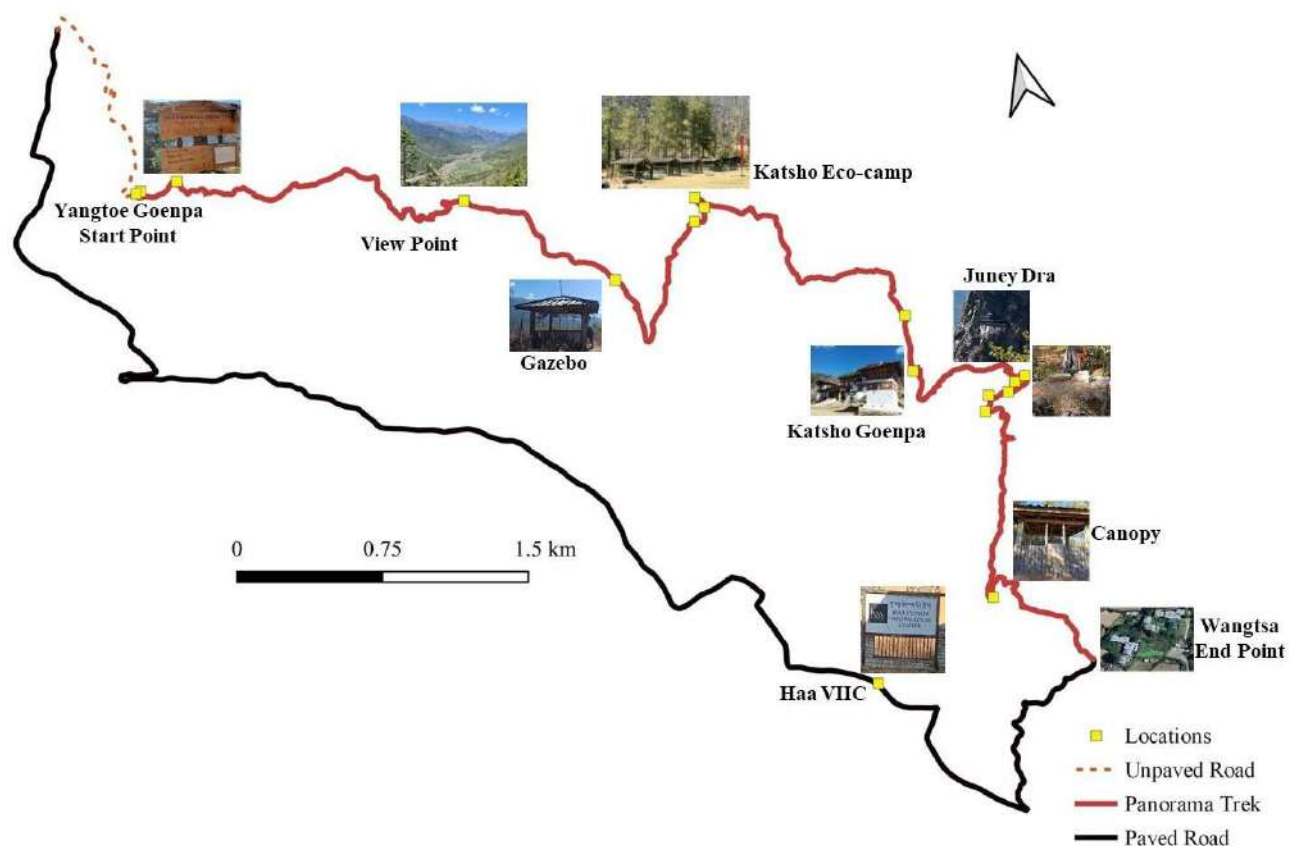 Katsho Eco-camp
Yangtoe Goenpa
Start Point
View Point
Juney Dra
Gazebo
Katsho Goenpa
Canopy
0 0.75 1.5 km
Wangtsa
End Point
Haa VIIC
Locations
Unpaved Road
Panorama Trek
Paved Road